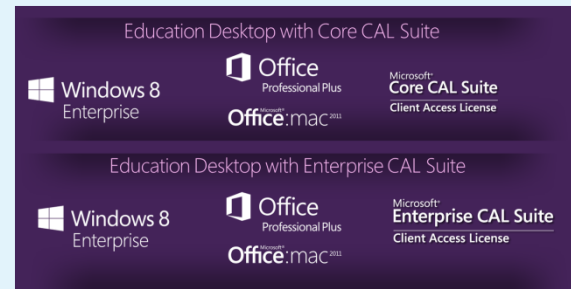 Education Desktop with Core CAL Suite
Windows 8
Enterprise
Office
Professional Plus
Microsoft®
Office:mac 2011
Microsoft®
Core CAL Suite
Client Access License
Education Desktop with Enterprise CAL Suite
Windows 8
Enterprise
Office
Professional Plus
Microsoft®
Office:mac 2011
Microsoft®
Enterprise CAL Suite
Client Access License